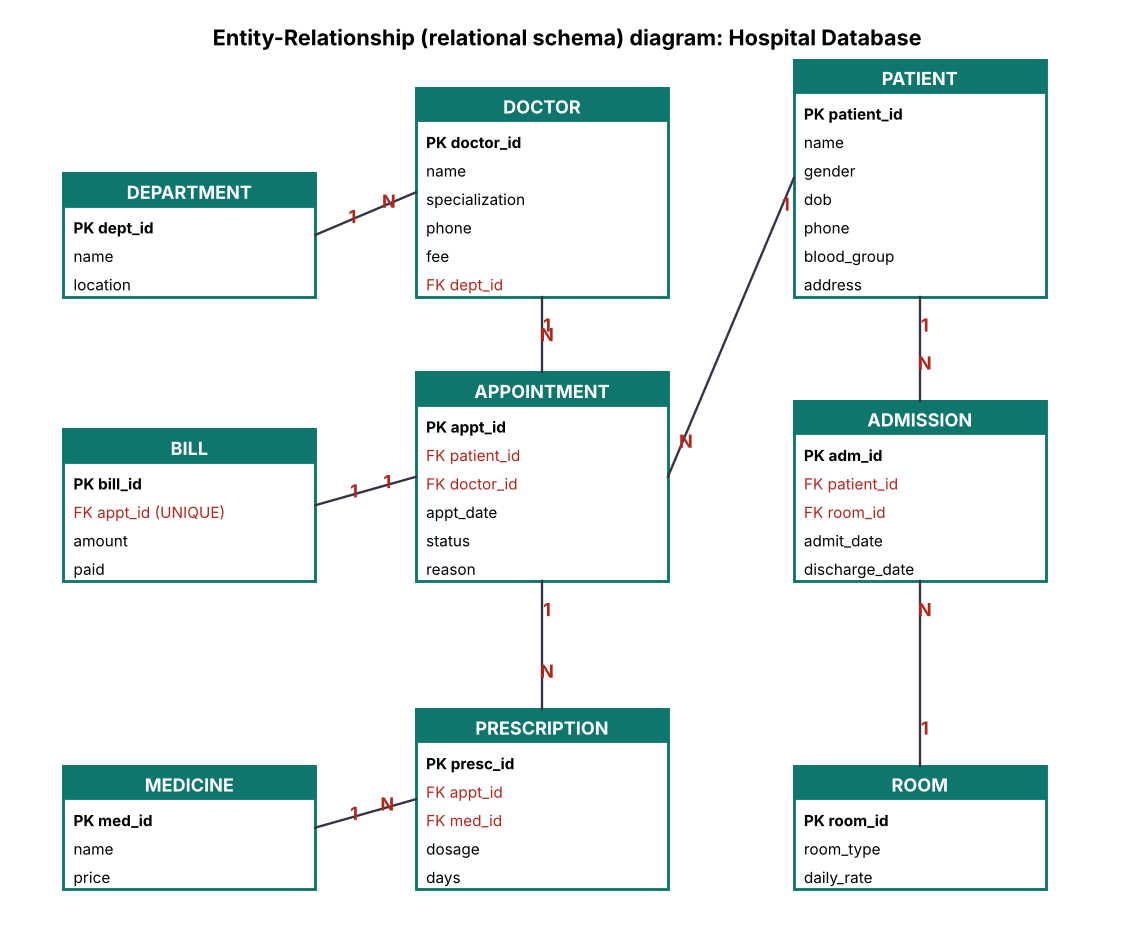 Entity-Relationship (relational schema) diagram: Hospital Database
DEPARTMENT
PK dept_id
name
location
1
N
DOCTOR
PK doctor_id
name
specialization
phone
fee
FK dept_id
1
N
PATIENT
PK patient_id
name
gender
dob
phone
blood_group
address
1
N
1
N
BILL
PK bill_id
FK appt_id (UNIQUE)
amount
paid
1
1
APPOINTMENT
PK appt_id
FK patient_id
FK doctor_id
appt_date
status
reason
1
N
ADMISSION
PK adm_id
FK patient_id
FK room_id
admit_date
discharge_date
N
1
MEDICINE
PK med_id
name
price
1
N
PRESCRIPTION
PK presc_id
FK appt_id
FK med_id
dosage
days
ROOM
PK room_id
room_type
daily_rate